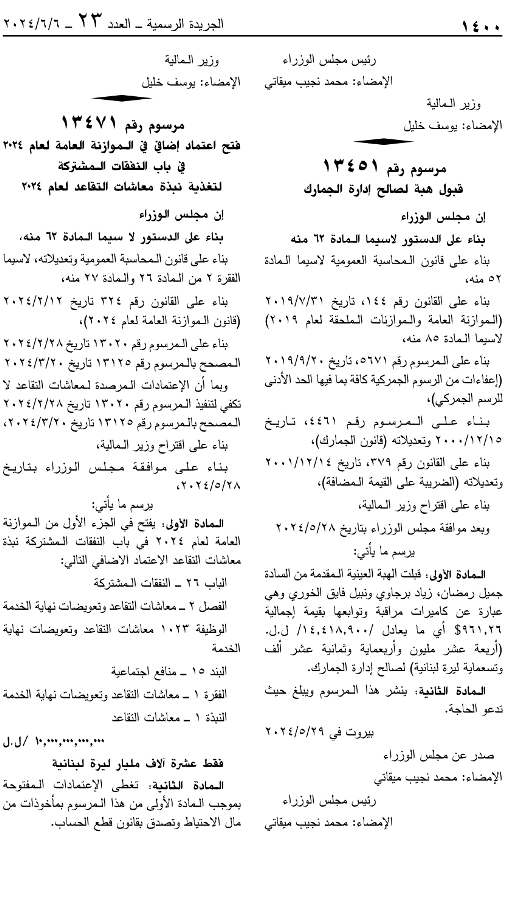 ١٤٠٠
الجريدة الرسمية ــ العدد ٢٣ ــ ٢٠٢٤/٦/٦
رئيس مجلس الوزراء
الإمضاء: محمد نجيب ميقاتي
وزير المالية
الإمضاء: يوسف خليل
مرسوم رقم ١٣٤٥١
قبول هبة لصالح إدارة الجمارك
إن مجلس الوزراء
بناء على الدستور لاسيما المادة ٦٢ منه
بناء على قانون المحاسبة العمومية لاسيما المادة
٥٢ منه،
بناء على القانون رقم ١٤٤، تاريخ ٢٠١٩/٧/٣١
(الموازنة العامة والموازنات الملحقة لعام ٢٠١٩)
لاسيما المادة ٨٥ منه،
بناء على المرسوم رقم ٥٦٧١، تاريخ ٢٠١٩/٩/٢٠
(إعفاءات من الرسوم الجمركية كافة بما فيها الحد الأدنى
للرسم الجمركي)،
بناء على المرسوم رقم ٤٤٦١، تاريخ
٢٠٠٠/١٢/١٥ وتعديلاته (قانون الجمارك)،
بناء على القانون رقم ٣٧٩، تاريخ ٢٠٠١/١٢/١٤
وتعديلاته (الضريبة على القيمة المضافة)،
بناء على اقتراح وزير المالية،
وبعد موافقة مجلس الوزراء بتاريخ ٢٠٢٤/٥/٢٨
يرسم ما يأتي:
المادة الأولى: قبلت الهبة العينية المقدمة من السادة
جميل رمضان، زياد برجاوي ونبيل فايق الخوري وهي
عبارة عن كاميرات مراقبة وتوابعها بقيمة إجمالية
٩٦١,٢٦$ أي ما يعادل /١٤,٤١٨,٩٠٠/ ل.ل.
(أربعة عشر مليون وأربعماية وثمانية عشر ألف
وتسعماية ليرة لبنانية) لصالح إدارة الجمارك.
المادة الثانية: ينشر هذا المرسوم ويبلغ حيث
تدعو الحاجة.
بيروت في ٢٠٢٤/٥/٢٩
صدر عن مجلس الوزراء
الإمضاء: محمد نجيب ميقاتي
رئيس مجلس الوزراء
الإمضاء: محمد نجيب ميقاتي
وزير المالية
الإمضاء: يوسف خليل
مرسوم رقم ١٣٤٧١
فتح اعتماد إضافي في الموازنة العامة لعام ٢٠٢٤
في باب النفقات المشتركة
لتغذية نبذة معاشات التقاعد لعام ٢٠٢٤
إن مجلس الوزراء
بناء على الدستور لا سيما المادة ٦٢ منه،
بناء على قانون المحاسبة العمومية وتعديلاته، لاسيما
الفقرة ٢ من المادة ٢٦ والمادة ٢٧ منه،
بناء على القانون رقم ٣٢٤ تاريخ ٢٠٢٤/٢/١٢
(قانون الموازنة العامة لعام ٢٠٢٤)،
بناء على المرسوم رقم ١٣٠٢٠ تاريخ ٢٠٢٤/٢/٢٨
المصحح بالمرسوم رقم ١٣١٢٥ تاريخ ٢٠٢٤/٣/٢٠
وبما أن الإعتمادات المرصدة لمعاشات التقاعد لا
تكفي لتنفيذ المرسوم رقم ١٣٠٢٠ تاريخ ٢٠٢٤/٢/٢٨
المصحح بالمرسوم رقم ١٣١٢٥ تاريخ ٢٠٢٤/٣/٢٠،
بناء على أقتراح وزير المالية،
بناء على موافقة مجلس الوزراء بتاريخ
٢٠٢٤/٥/٢٨،
يرسم ما يأتي:
المادة الأولى: يفتح في الجزء الأول من الموازنة
العامة لعام ٢٠٢٤ في باب النفقات المشتركة نبذة
معاشات التقاعد الاعتماد الاضافي التالي:
الباب ٢٦ ــ النفقات المشتركة
الفصل ٢ ــ معاشات التقاعد وتعويضات نهاية الخدمة
الوظيفة ١٠٢٣ معاشات التقاعد وتعويضات نهاية
الخدمة
البند ١٥ ــ منافع اجتماعية
الفقرة ١ ــ معاشات التقاعد وتعويضات نهاية الخدمة
النبذة ١ ــ معاشات التقاعد
١٠,٠٠٠,٠٠٠,٠٠٠,٠٠٠ /ل.ل
فقط عشرة آلاف مليار ليرة لبنانية
المادة الثانية: تغطى الإعتمادات المفتوحة
بموجب المادة الأولى من هذا المرسوم بمأخوذات من
مال الاحتياط وتصدق بقانون قطع الحساب.